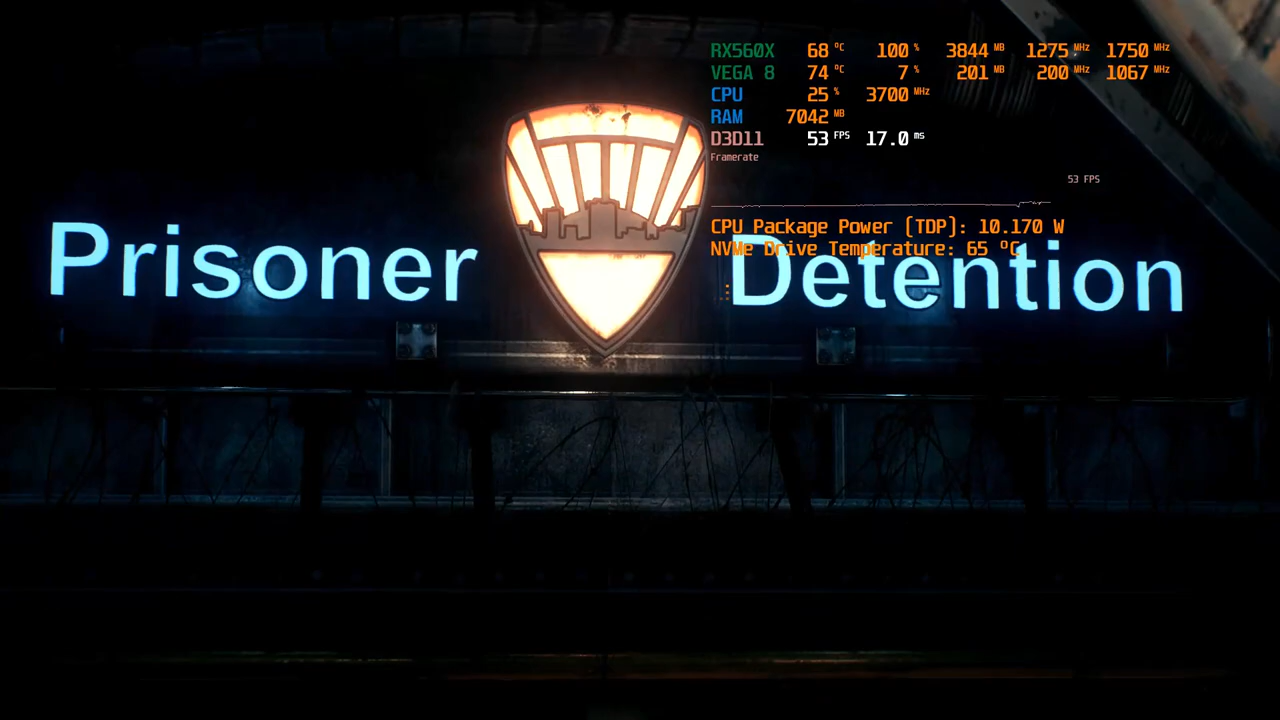 RX560X 68 °C 100 % 3844 MB 1275 MHz 1750 MHz
VEGA 8 74 °C 7 % 201 MB 200 MHz 1067 MHz
CPU 25 % 3700 MHz
RAM 7042 MB
D3D11 53 FPS 17.0 ms
Framerate
53 FPS
CPU Package Power (TDP): 10.170 W
NVMe Drive Temperature: 65 °C
Prisoner Detention